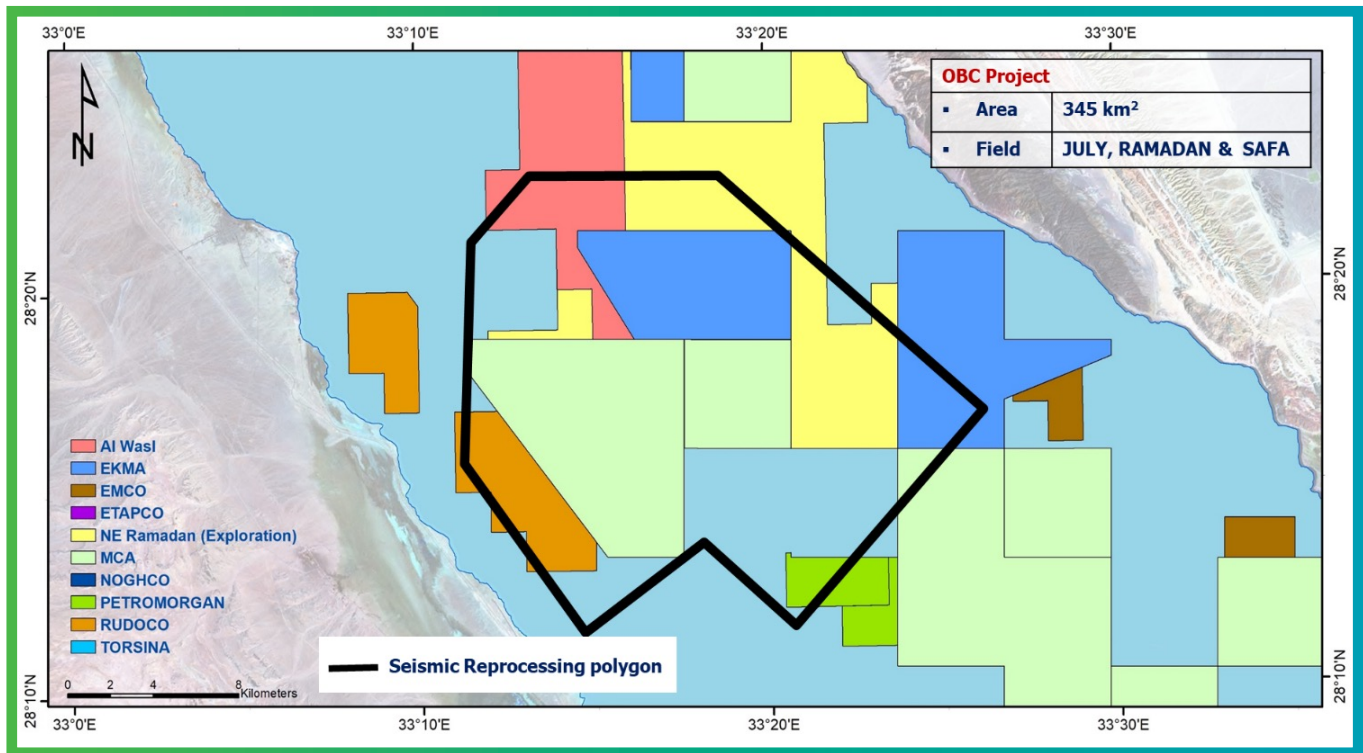 33°0'E
33°10'E
33°20'E
33°30'E
OBC Project
▪ Area 345 km²
▪ Field JULY, RAMADAN & SAFA
N
28°20'N
28°20'N
Al Wasl
EKMA
EMCO
ETAPCO
NE Ramadan (Exploration)
MCA
NOGHCO
PETROMORGAN
RUDOCO
TORSINA
Seismic Reprocessing polygon
0 2 4 8
Kilometers
28°10'N
28°10'N
33°0'E
33°10'E
33°20'E
33°30'E